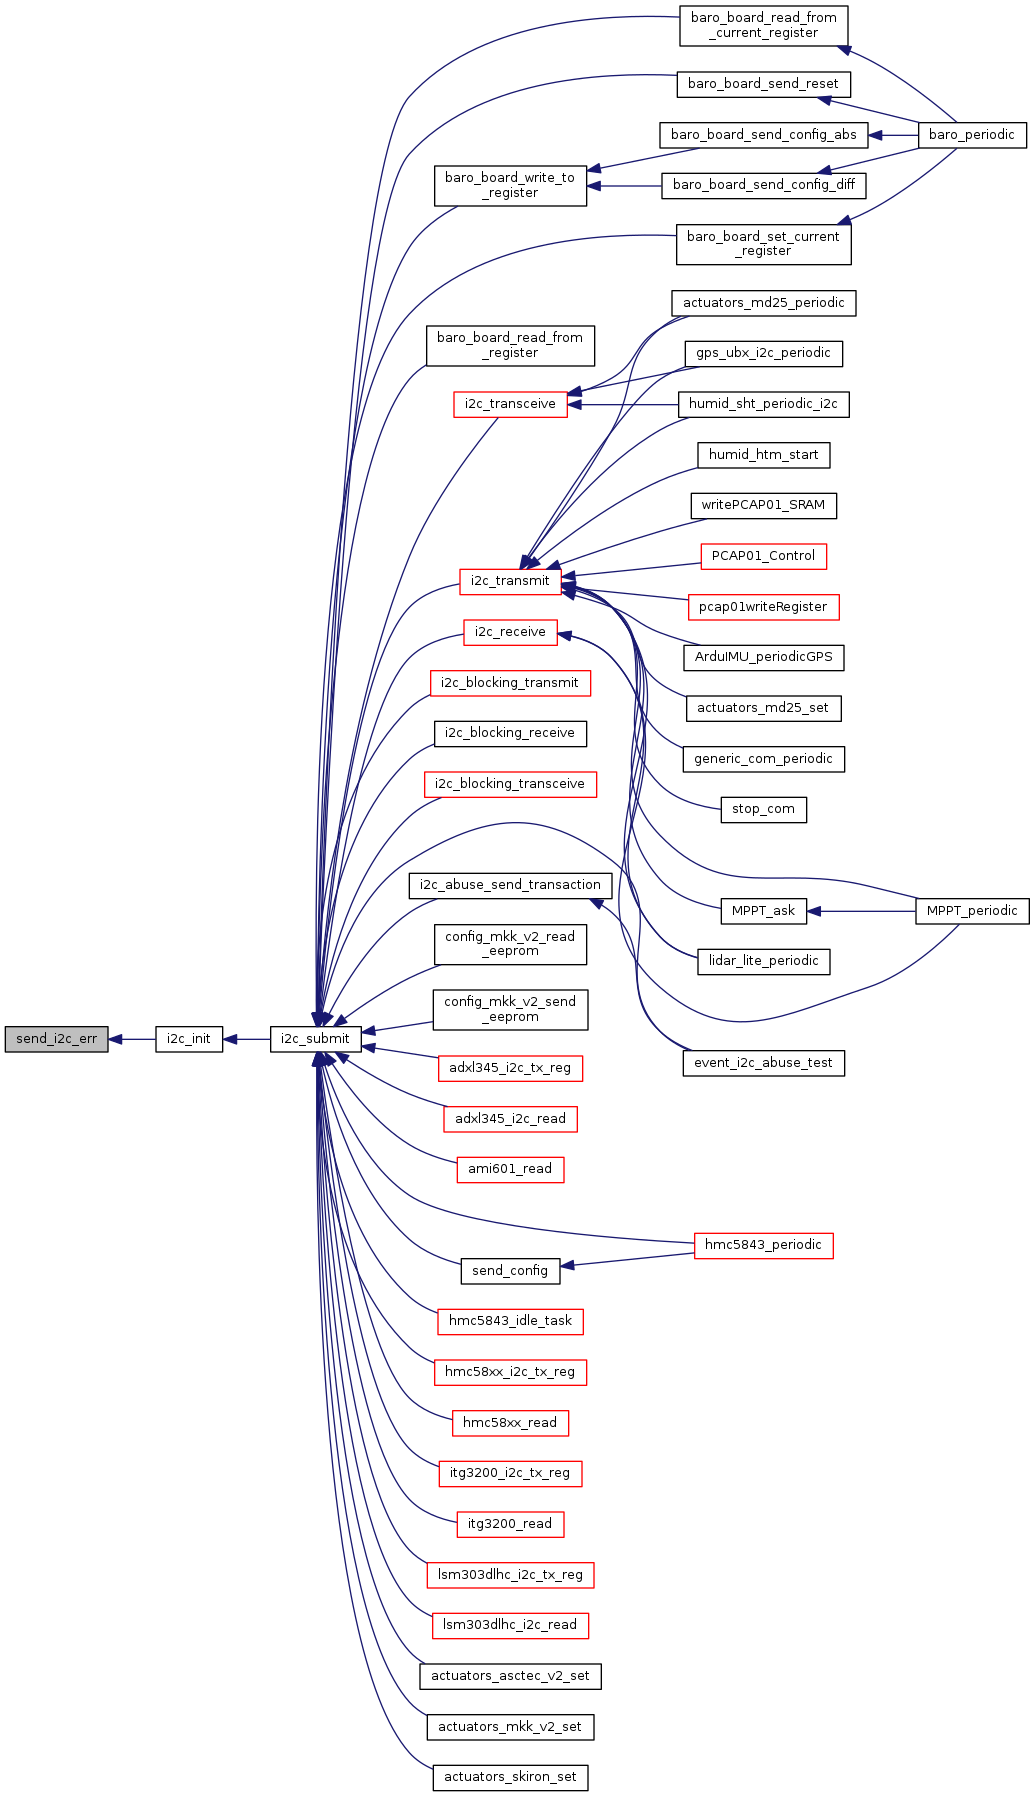 baro_board_read_from
_current_register
baro_board_send_reset
baro_board_send_config_abs
baro_periodic
baro_board_write_to
_register
baro_board_send_config_diff
baro_board_set_current
_register
actuators_md25_periodic
baro_board_read_from
_register
gps_ubx_i2c_periodic
i2c_transceive
humid_sht_periodic_i2c
humid_htm_start
writePCAP01_SRAM
PCAP01_Control
i2c_transmit
pcap01writeRegister
i2c_receive
ArduIMU_periodicGPS
i2c_blocking_transmit
actuators_md25_set
i2c_blocking_receive
generic_com_periodic
i2c_blocking_transceive
stop_com
i2c_abuse_send_transaction
MPPT_ask
MPPT_periodic
config_mkk_v2_read
_eeprom
lidar_lite_periodic
config_mkk_v2_send
_eeprom
send_i2c_err
i2c_init
i2c_submit
event_i2c_abuse_test
adxl345_i2c_tx_reg
adxl345_i2c_read
ami601_read
hmc5843_periodic
send_config
hmc5843_idle_task
hmc58xx_i2c_tx_reg
hmc58xx_read
itg3200_i2c_tx_reg
itg3200_read
lsm303dlhc_i2c_tx_reg
lsm303dlhc_i2c_read
actuators_asctec_v2_set
actuators_mkk_v2_set
actuators_skiron_set